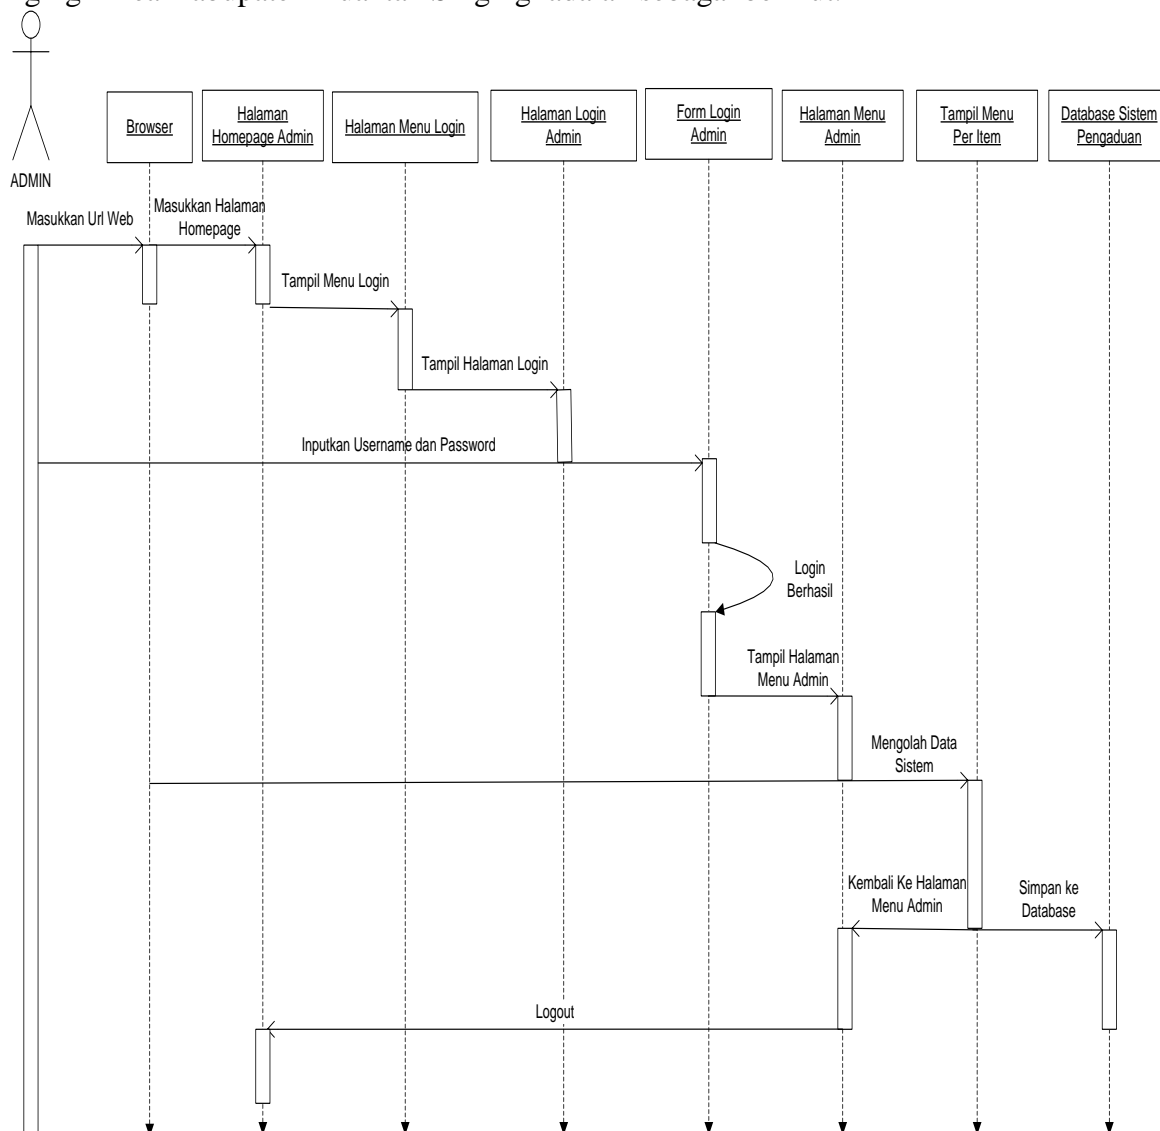 ADMIN
Browser
Halaman
Homepage Admin
Halaman Menu Login
Halaman Login
Admin
Form Login
Admin
Halaman Menu
Admin
Tampil Menu
Per Item
Database Sistem
Pengaduan
Masukkan Url Web
Masukkan Halaman
Homepage
Tampil Menu Login
Tampil Halaman Login
Inputkan Username dan Password
Login
Berhasil
Tampil Halaman
Menu Admin
Mengolah Data
Sistem
Kembali Ke Halaman
Menu Admin
Simpan ke
Database
Logout